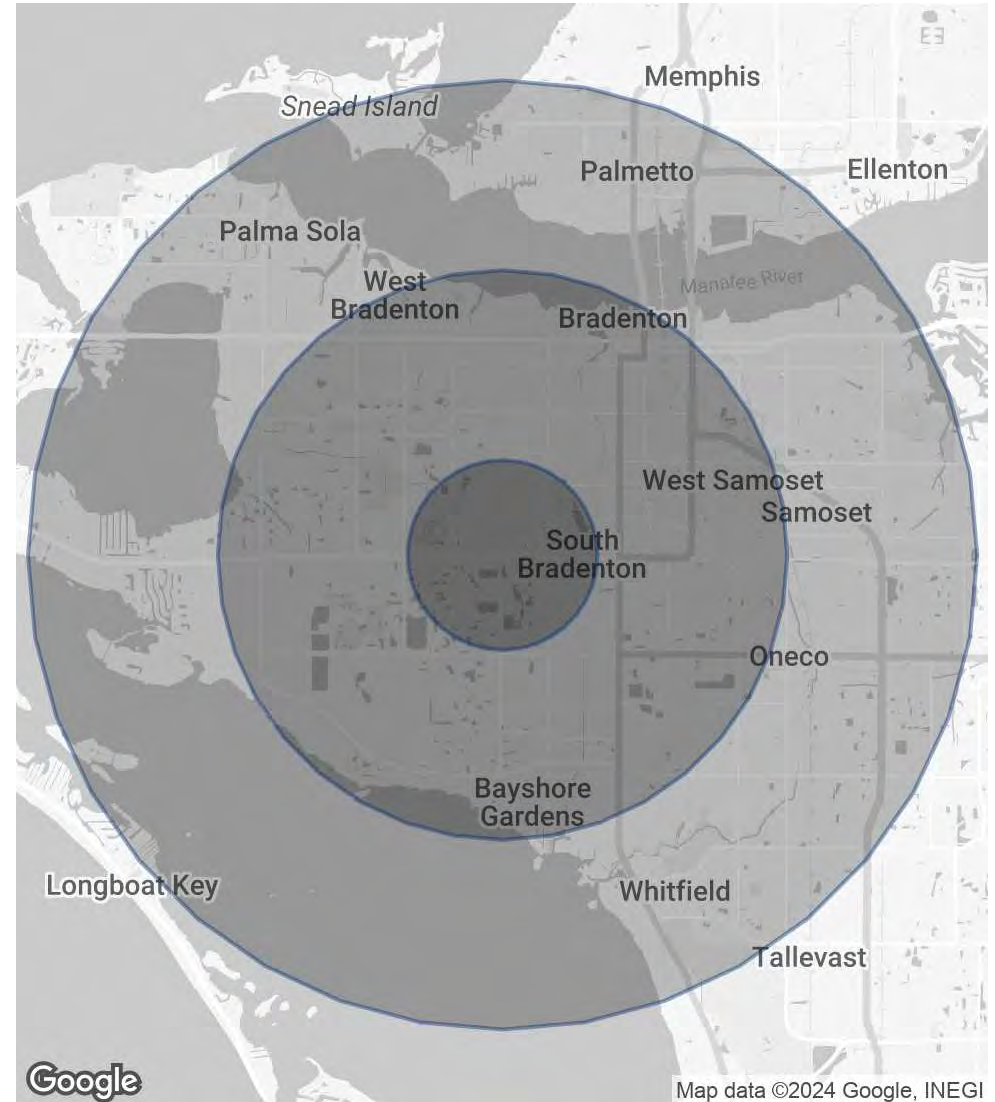 Memphis
Snead Island
Palmetto
Ellenton
Palma Sola
West
Bradenton
Manatee River
Bradenton
West Samoset
Samoset
South
Bradenton
Oneco
Bayshore
Gardens
Longboat Key
Whitfield
Tallevast
Google
Map data ©2024 Google, INEGI